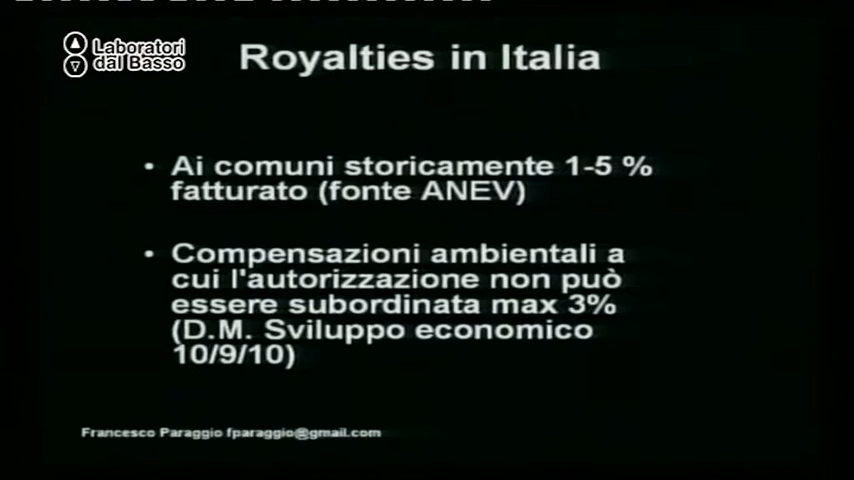 Laboratori
dal Basso
Royalties in Italia
• Ai comuni storicamente 1-5 %
fatturato (fonte ANEV)
• Compensazioni ambientali a
cui l'autorizzazione non può
essere subordinata max 3%
(D.M. Sviluppo economico
10/9/10)
Francesco Paraggio fparaggio@gmail.com